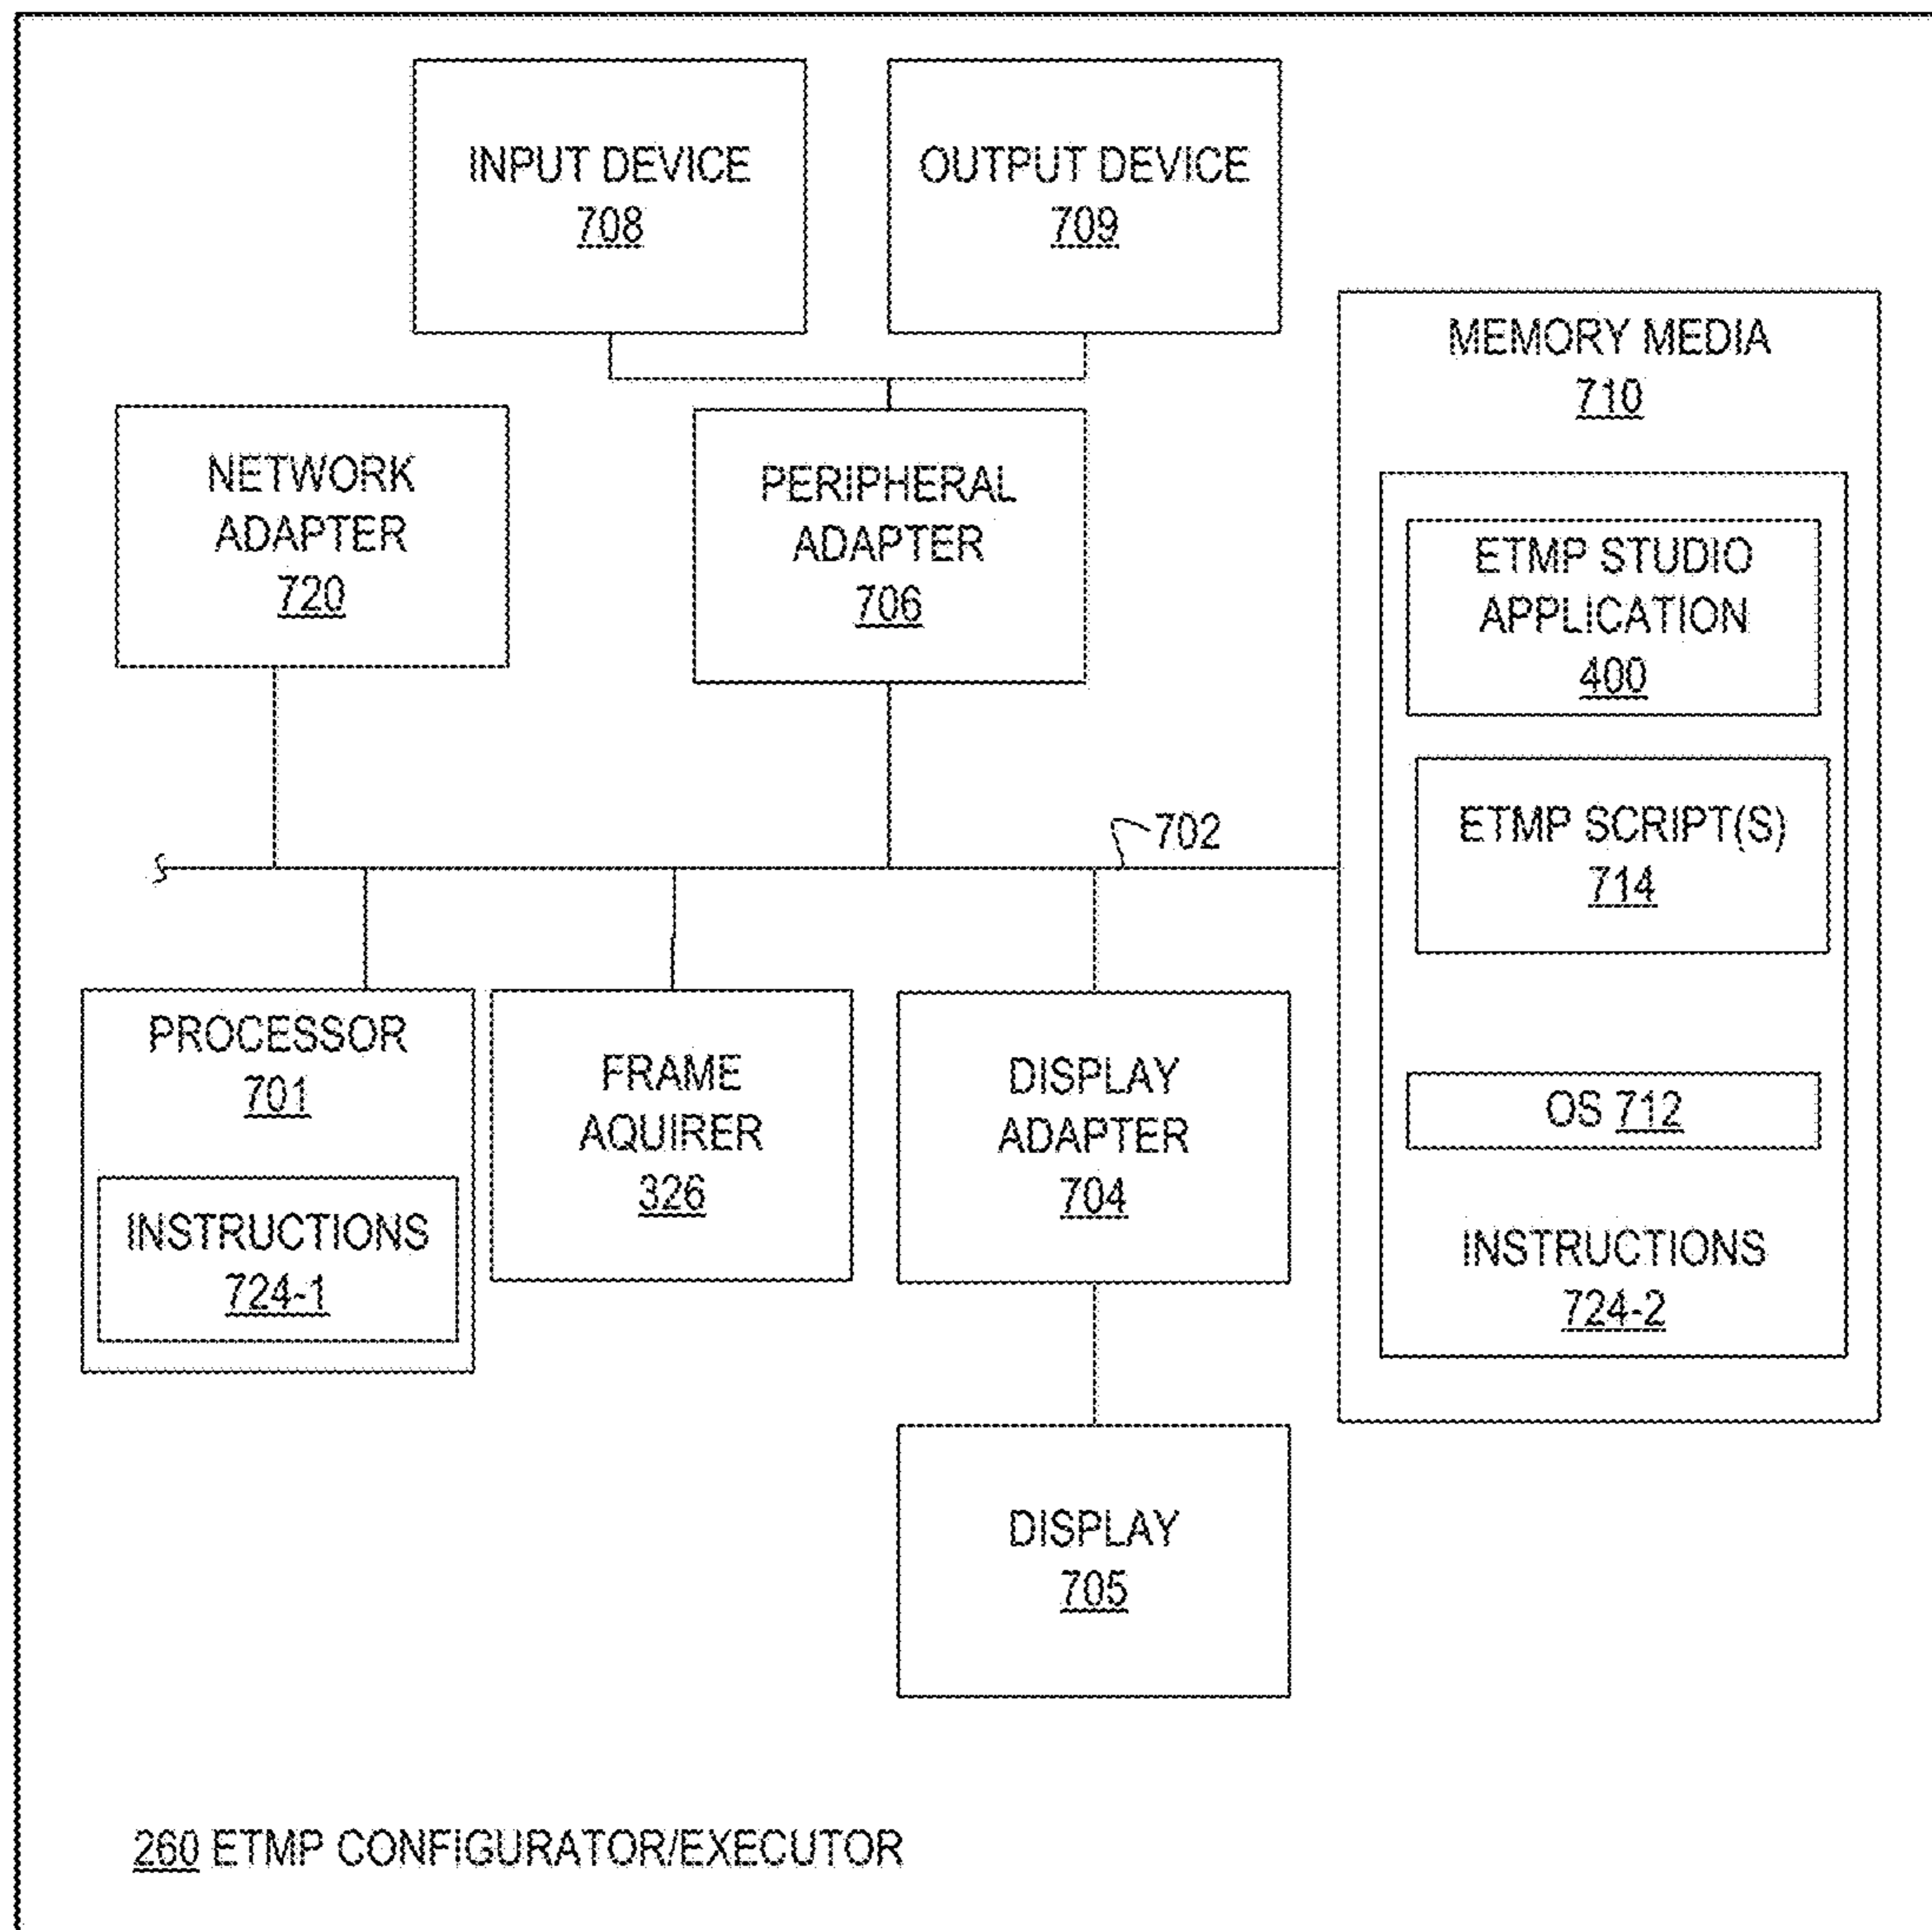 INPUT DEVICE
708
OUTPUT DEVICE
709
MEMORY MEDIA
710
NETWORK
ADAPTER
720
PERIPHERAL
ADAPTER
706
ETMP STUDIO
APPLICATION
400
ETMP SCRIPT(S)
714
702
PROCESSOR
701
INSTRUCTIONS
724-1
FRAME
AQUIRER
326
DISPLAY
ADAPTER
704
OS 712
INSTRUCTIONS
724-2
DISPLAY
705
260 ETMP CONFIGURATOR/EXECUTOR